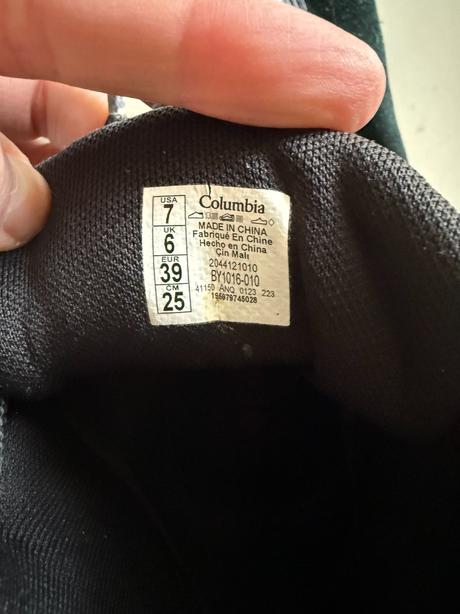 USA
7
UK
6
EUR
39
CM
25
Columbia
MADE IN CHINA
Fabriqué En Chine
Hecho en China
Çin Malı
2044121010
BY1016-010
41150 ANQ 0123 223
195979745028